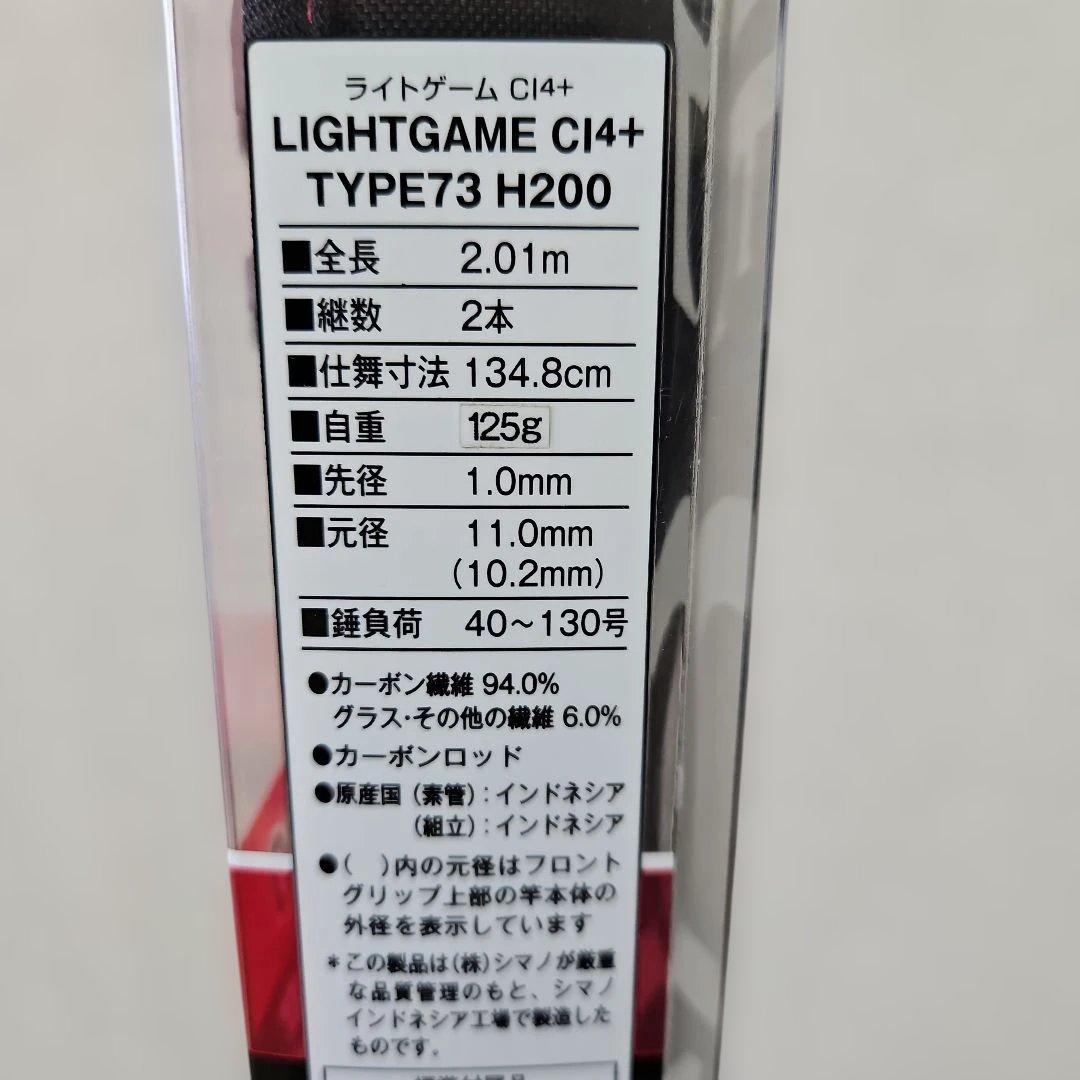 ライトゲーム CI4+
LIGHTGAME CI4+
TYPE73 H200
■全長 2.01m
■継数 2本
■仕舞寸法 134.8cm
■自重 125g
■先径 1.0mm
■元径 11.0mm
(10.2mm)
■錘負荷 40〜130号
●カーボン繊維 94.0%
グラス・その他の繊維 6.0%
●カーボンロッド
●原産国(素管):インドネシア
(組立):インドネシア
●( )内の元径はフロント
グリップ上部の竿本体の
外径を表示しています
*この製品は(株)シマノが厳重
な品質管理のもと、シマノ
インドネシア工場で製造した
ものです。